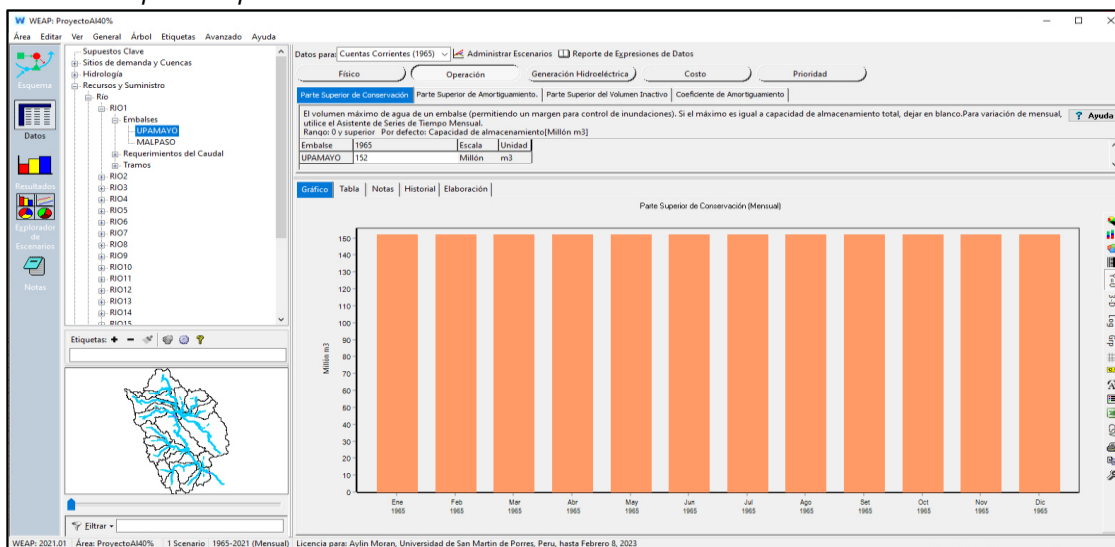 WEAP: ProyectoAI40%
Área Editar Ver General Árbol Etiquetas Avanzado Ayuda
Esquema
Datos
Resultados
Explorador
de
Escenarios
Notas
Supuestos Clave
Sitios de demanda y Cuencas
Hidrología
Recursos y Suministro
Río
RIO1
Embalses
UPAMAYO
MALPASO
Requerimientos del Caudal
Tramos
RIO2
RIO3
RIO4
RIO5
RIO6
RIO7
RIO8
RIO9
RIO10
RIO11
RIO12
RIO13
RIO14
RIO15
Etiquetas:
Filtrar
Datos para: Cuentas Corrientes (1965) Administrar Escenarios Reporte de Expresiones de Datos
Físico Operación Generación Hidroeléctrica Costo Prioridad
Parte Superior de Conservación Parte Superior de Amortiguamiento. Parte Superior del Volumen Inactivo Coeficiente de Amortiguamiento
El volumen máximo de agua de un embalse (permitiendo un margen para control de inundaciones). Si el máximo es igual a capacidad de almacenamiento total, dejar en blanco.Para variación de mensual,
utilice el Asistente de Series de Tiempo Mensual.
Rango: 0 y superior Por defecto: Capacidad de almacenamiento[Millón m3]
? Ayuda
Embalse 1965 Escala Unidad
UPAMAYO 152 Millón m3
Gráfico Tabla Notas Historial Elaboración
Parte Superior de Conservación (Mensual)
Millón m3
150
140
130
120
110
100
90
80
70
60
50
40
30
20
10
0
Ene Feb Mar Abr May Jun Jul Ago Set Oct Nov Dic
1965 1965 1965 1965 1965 1965 1965 1965 1965 1965 1965 1965
Y=0
3-D
Log
Grp
WEAP: 2021.01 Área: ProyectoAI40% 1 Scenario 1965-2021 (Mensual) Licencia para: Aylin Moran, Universidad de San Martin de Porres, Peru, hasta Febrero 8, 2023